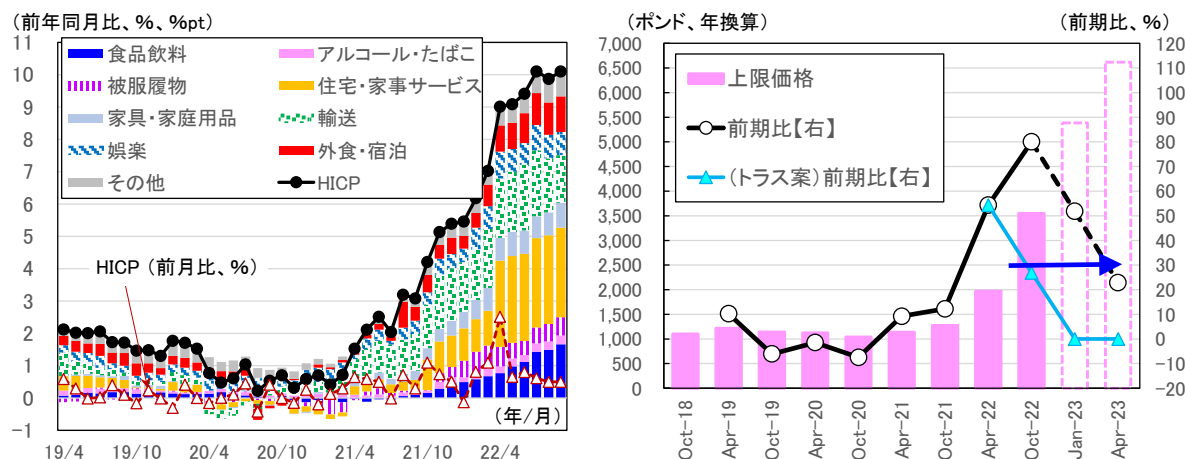 (前年同月比、%、%pt)
11
10
9
8
7
6
5
4
3
2
1
0
−1
食品飲料
アルコール・たばこ
被服履物
住宅・家事サービス
家具・家庭用品
輸送
娯楽
外食・宿泊
その他
HICP
HICP (前月比、%)
(年/月)
19/4
19/10
20/4
20/10
21/4
21/10
22/4
(ポンド、年換算)
(前期比、%)
7,000
6,500
6,000
5,500
5,000
4,500
4,000
3,500
3,000
2,500
2,000
1,500
1,000
500
0
上限価格
前期比【右】
(トラス案)前期比【右】
120
110
100
90
80
70
60
50
40
30
20
10
0
−10
−20
Oct-18
Apr-19
Oct-19
Apr-20
Oct-20
Apr-21
Oct-21
Apr-22
Oct-22
Jan-23
Apr-23